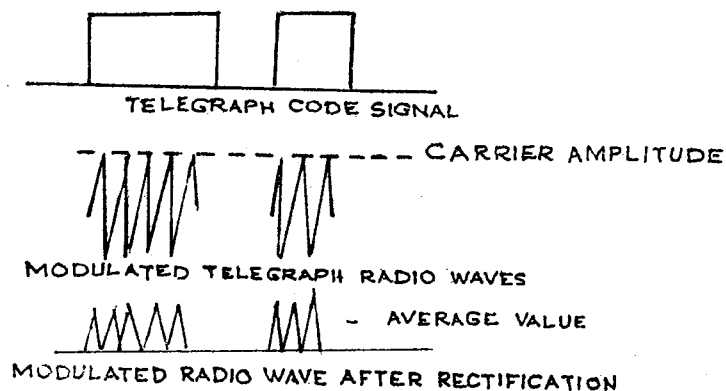 TELEGRAPH CODE SIGNAL
CARRIER AMPLITUDE
MODULATED TELEGRAPH RADIO WAVES
- AVERAGE VALUE
MODULATED RADIO WAVE AFTER RECTIFICATION